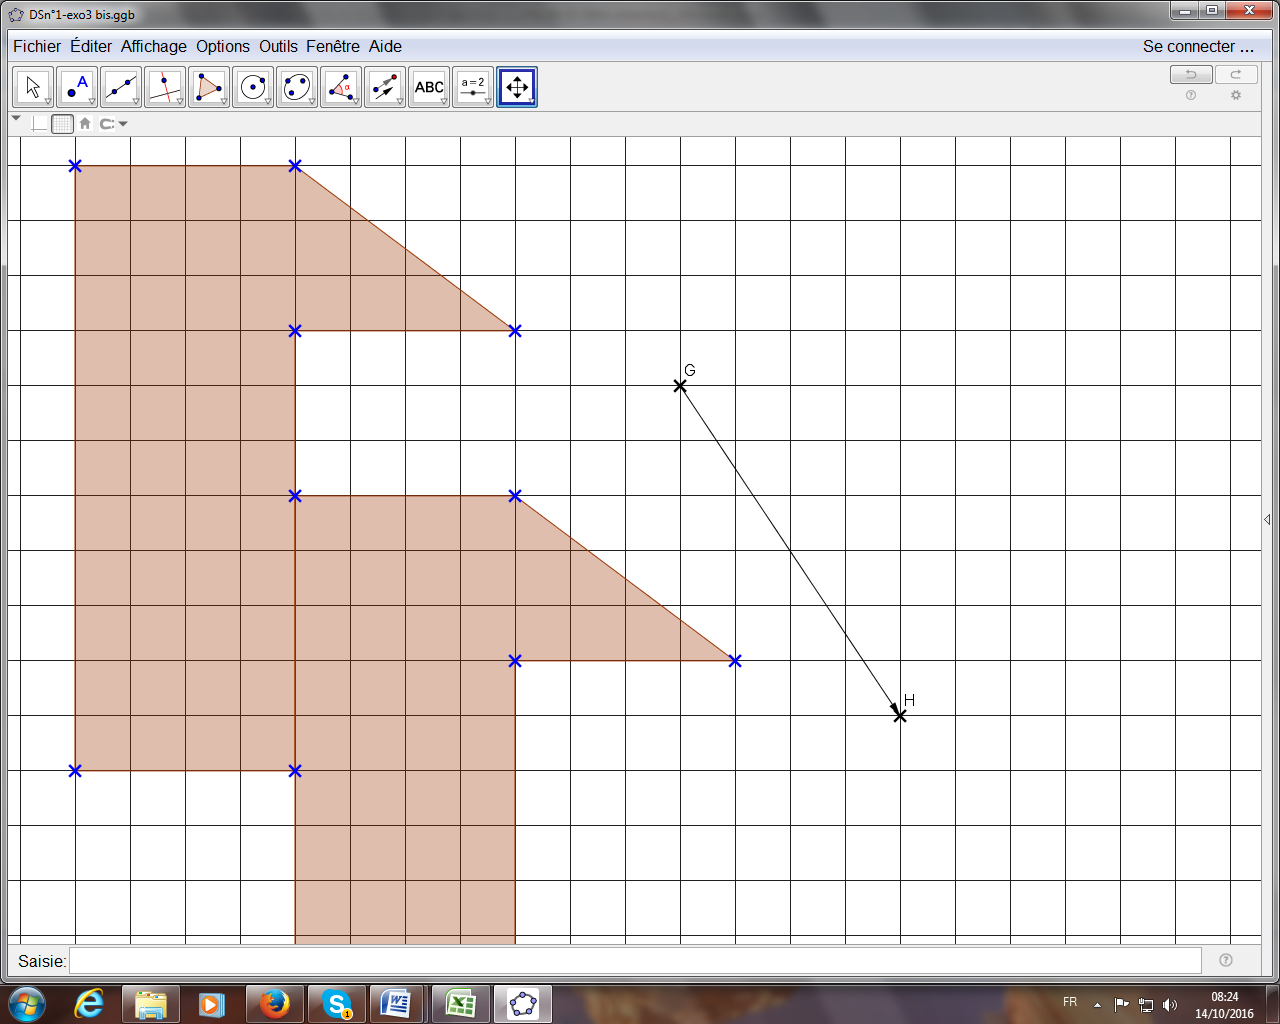 DSn°1-exo3 bis.ggb
Fichier Éditer Affichage Options Outils Fenêtre Aide Se connecter ...
A
α
ABC
a=2
G
H
Saisie:
1
FR
08:24
14/10/2016